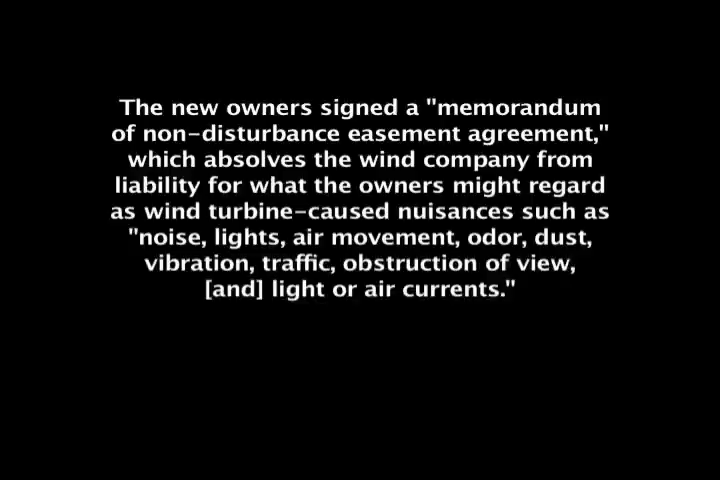 The new owners signed a "memorandum
of non-disturbance easement agreement,"
which absolves the wind company from
liability for what the owners might regard
as wind turbine-caused nuisances such as
"noise, lights, air movement, odor, dust,
vibration, traffic, obstruction of view,
[and] light or air currents."